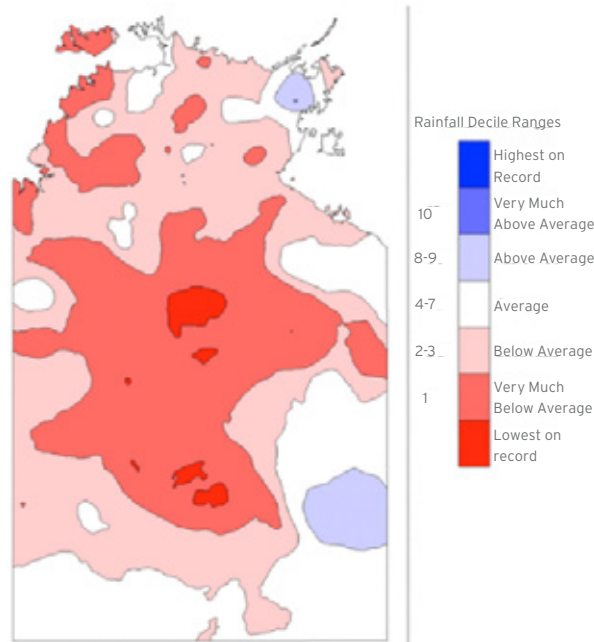 Rainfall Decile Ranges
Highest on
Record
10
Very Much
Above Average
8-9
Above Average
4-7
Average
2-3
Below Average
1
Very Much
Below Average
Lowest on
record